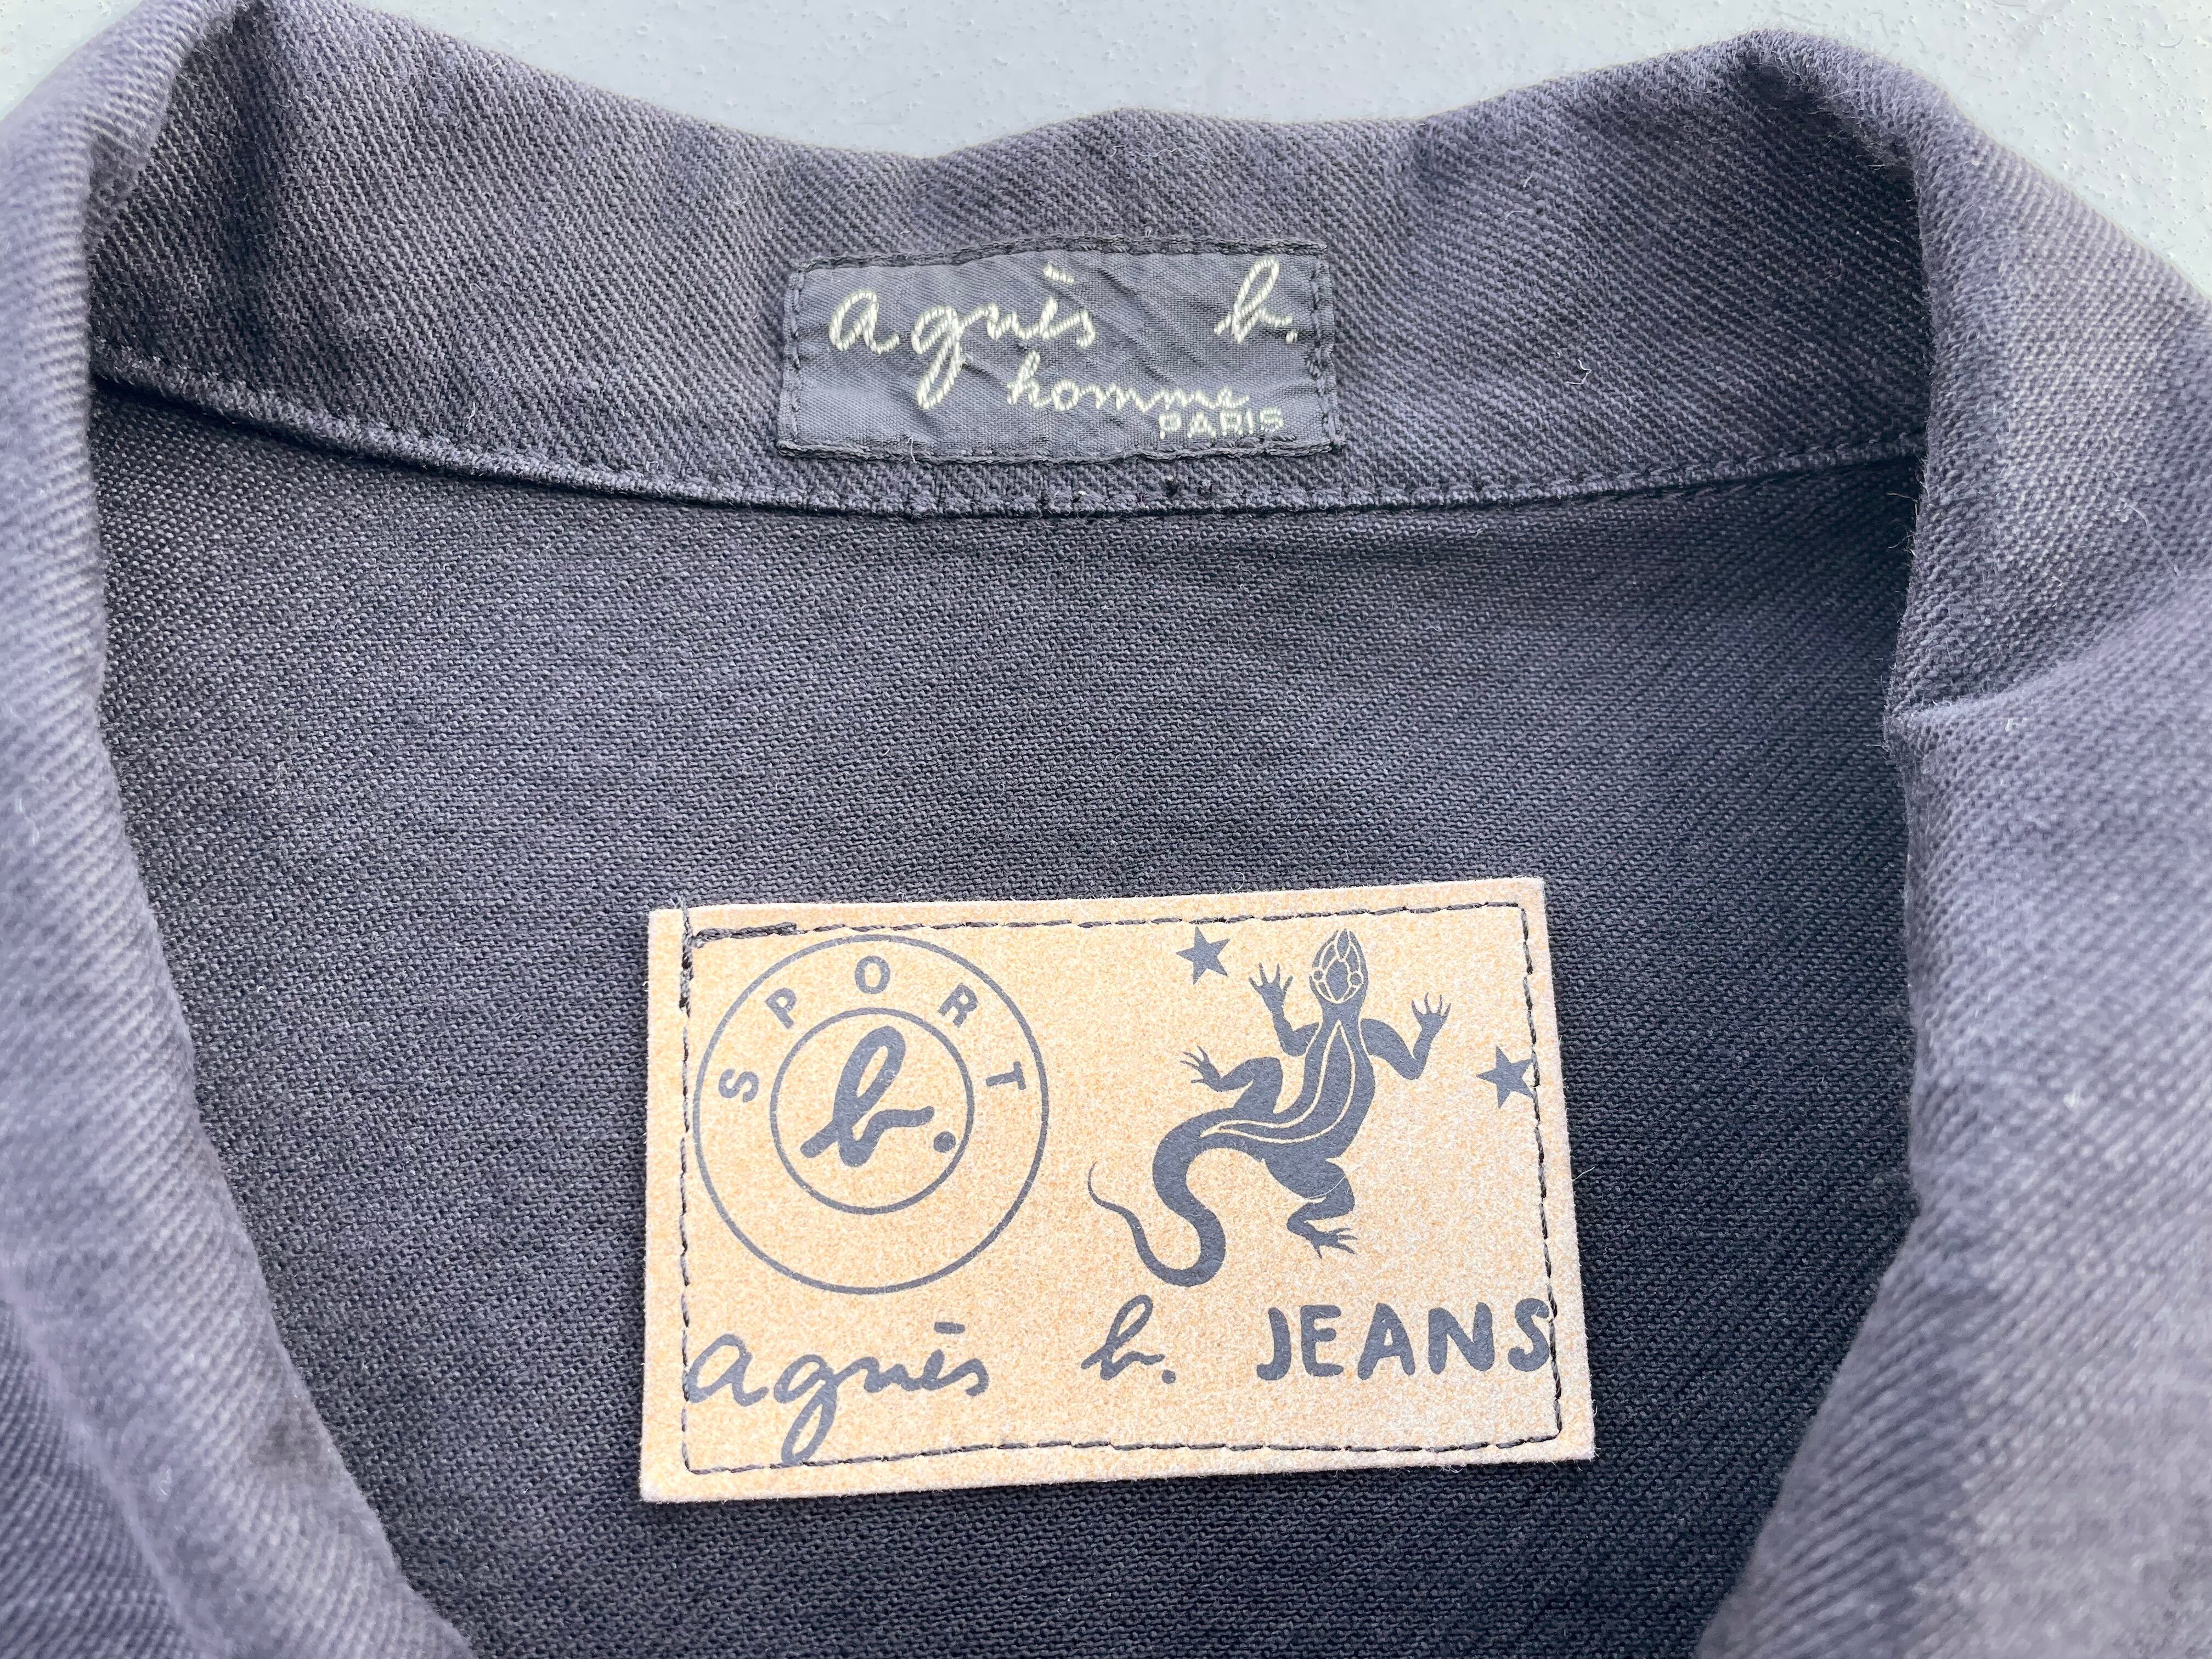 agnès b.
homme
PARIS
SPORT
b.
agnès b. JEANS